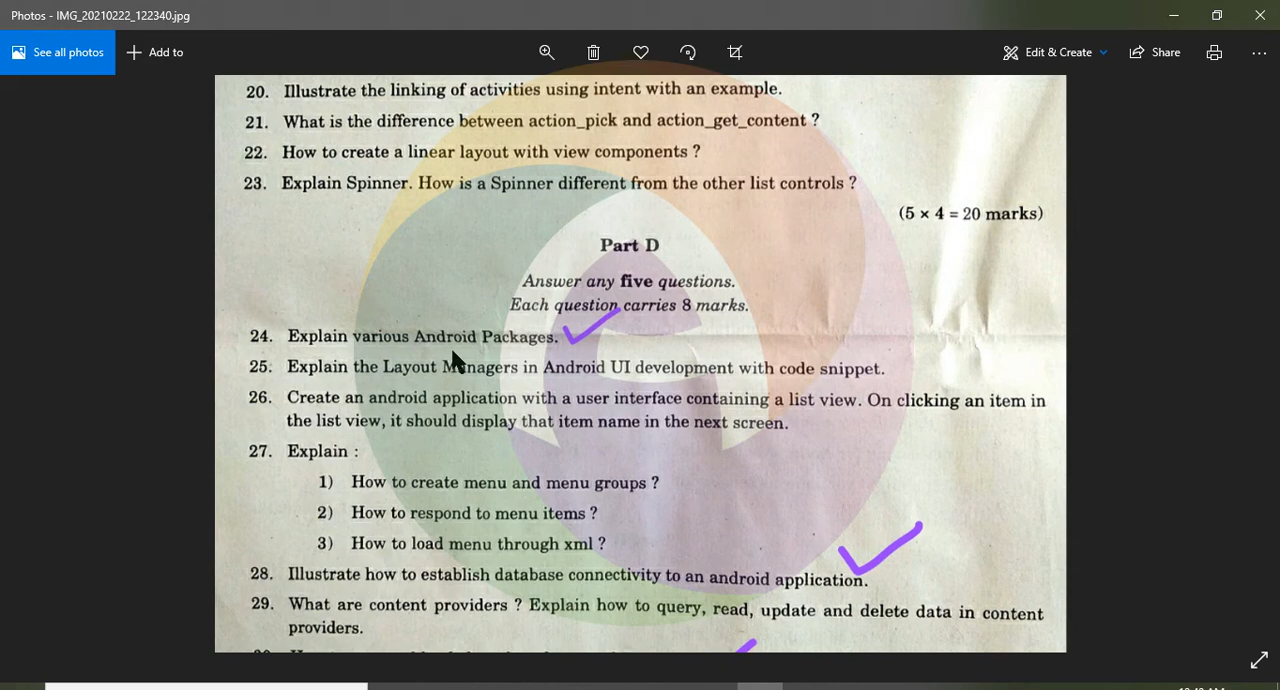 Photos - IMG_20210222_122340.jpg
See all photos
Add to
Edit & Create
Share
20. Illustrate the linking of activities using intent with an example.
21. What is the difference between action_pick and action_get_content ?
22. How to create a linear layout with view components ?
23. Explain Spinner. How is a Spinner different from the other list controls ?
(5 × 4 = 20 marks)
Part D
Answer any five questions.
Each question carries 8 marks.
24. Explain various Android Packages.
25. Explain the Layout Managers in Android UI development with code snippet.
26. Create an android application with a user interface containing a list view. On clicking an item in
the list view, it should display that item name in the next screen.
27. Explain :
1) How to create menu and menu groups ?
2) How to respond to menu items ?
3) How to load menu through xml ?
28. Illustrate how to establish database connectivity to an android application.
29. What are content providers ? Explain how to query, read, update and delete data in content
providers.